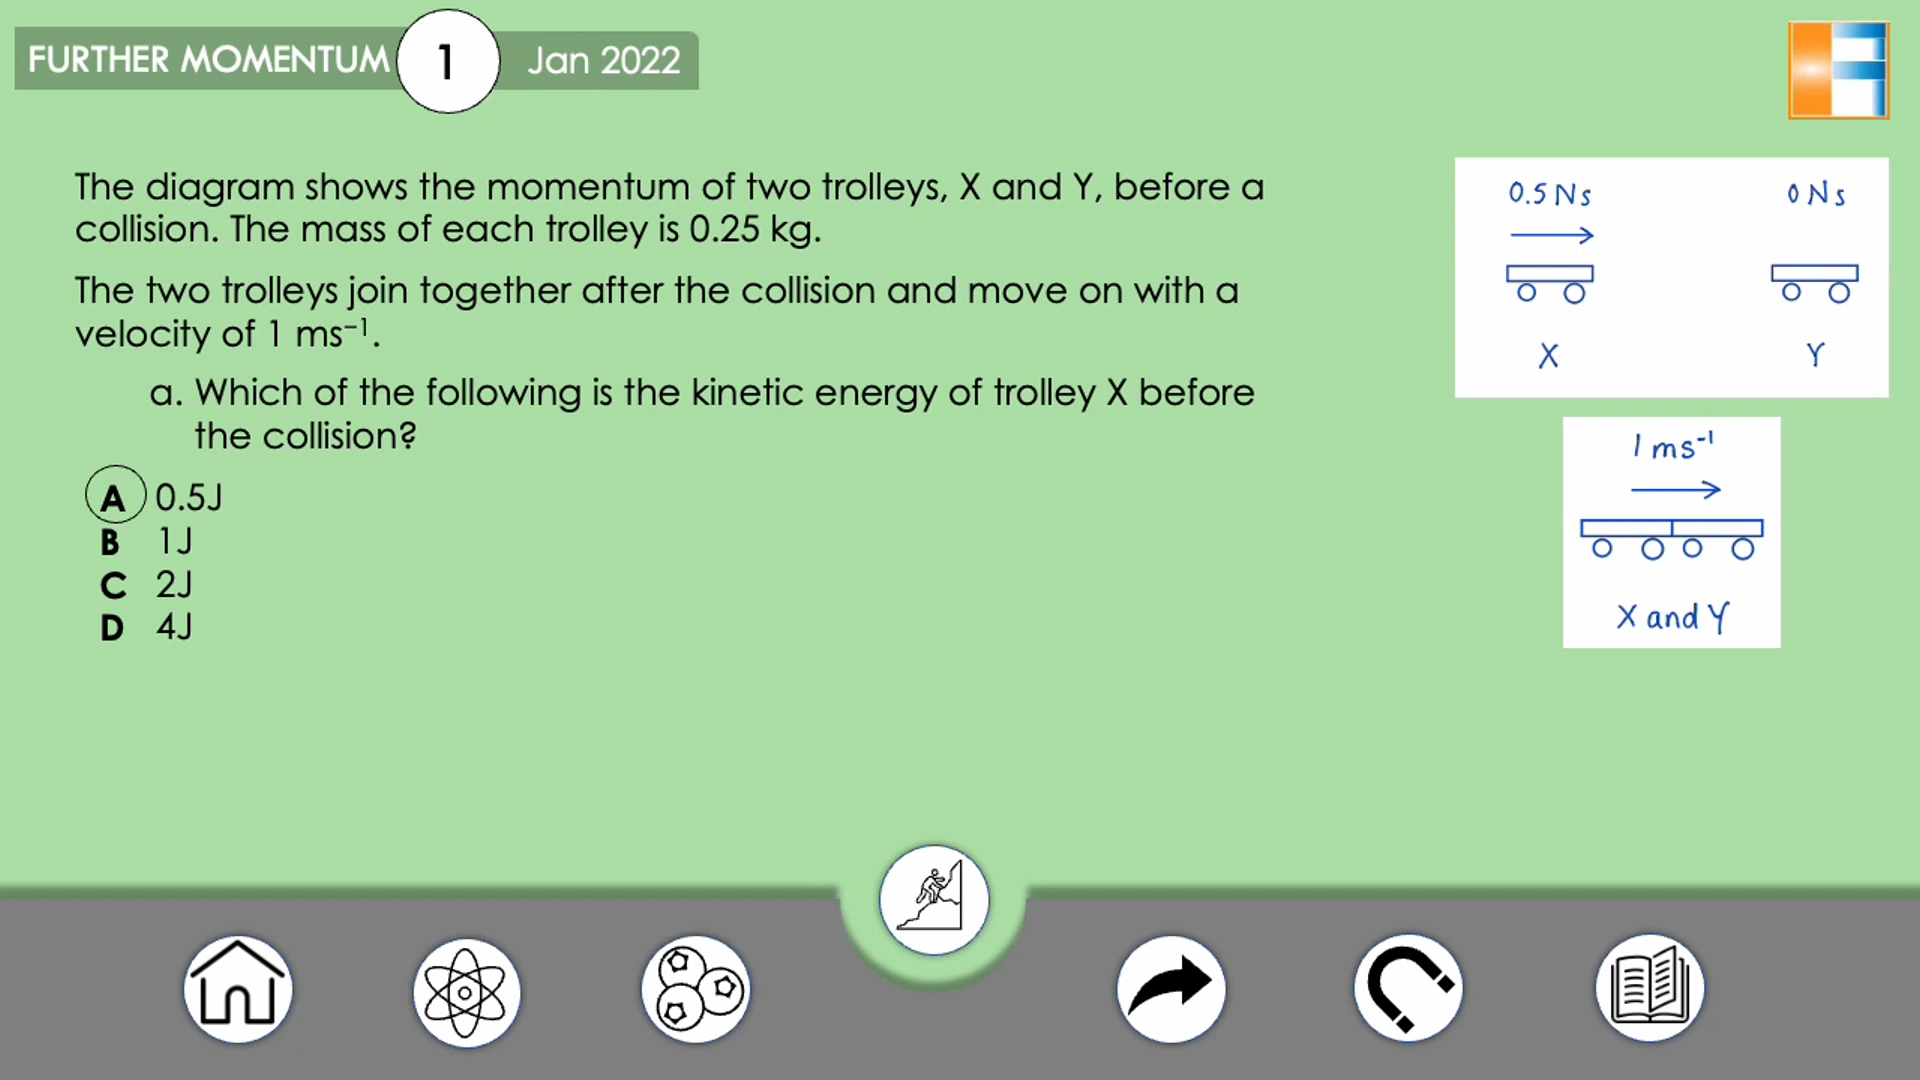 FURTHER MOMENTUM 1 Jan 2022
The diagram shows the momentum of two trolleys, X and Y, before a
collision. The mass of each trolley is 0.25 kg.
The two trolleys join together after the collision and move on with a
velocity of 1 ms⁻¹.
a. Which of the following is the kinetic energy of trolley X before
the collision?
A 0.5J
B 1J
C 2J
D 4J
0.5 Ns 0 Ns
X Y
1 ms⁻¹
X and Y